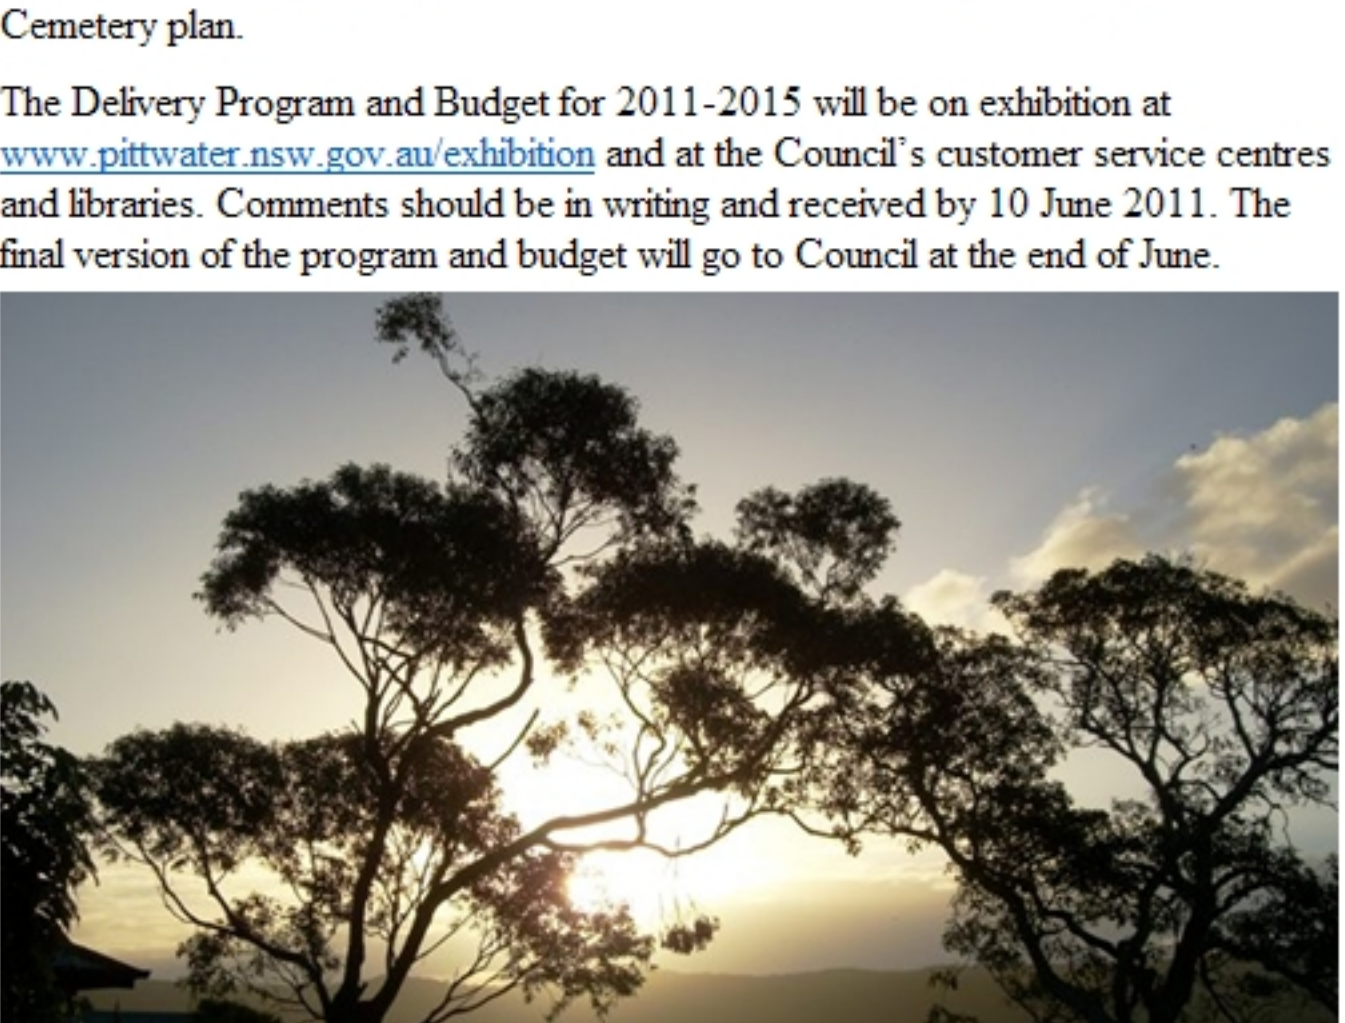 Cemetery plan.
The Delivery Program and Budget for 2011-2015 will be on exhibition at
www.pittwater.nsw.gov.au/exhibition and at the Council's customer service centres
and libraries. Comments should be in writing and received by 10 June 2011. The
final version of the program and budget will go to Council at the end of June.